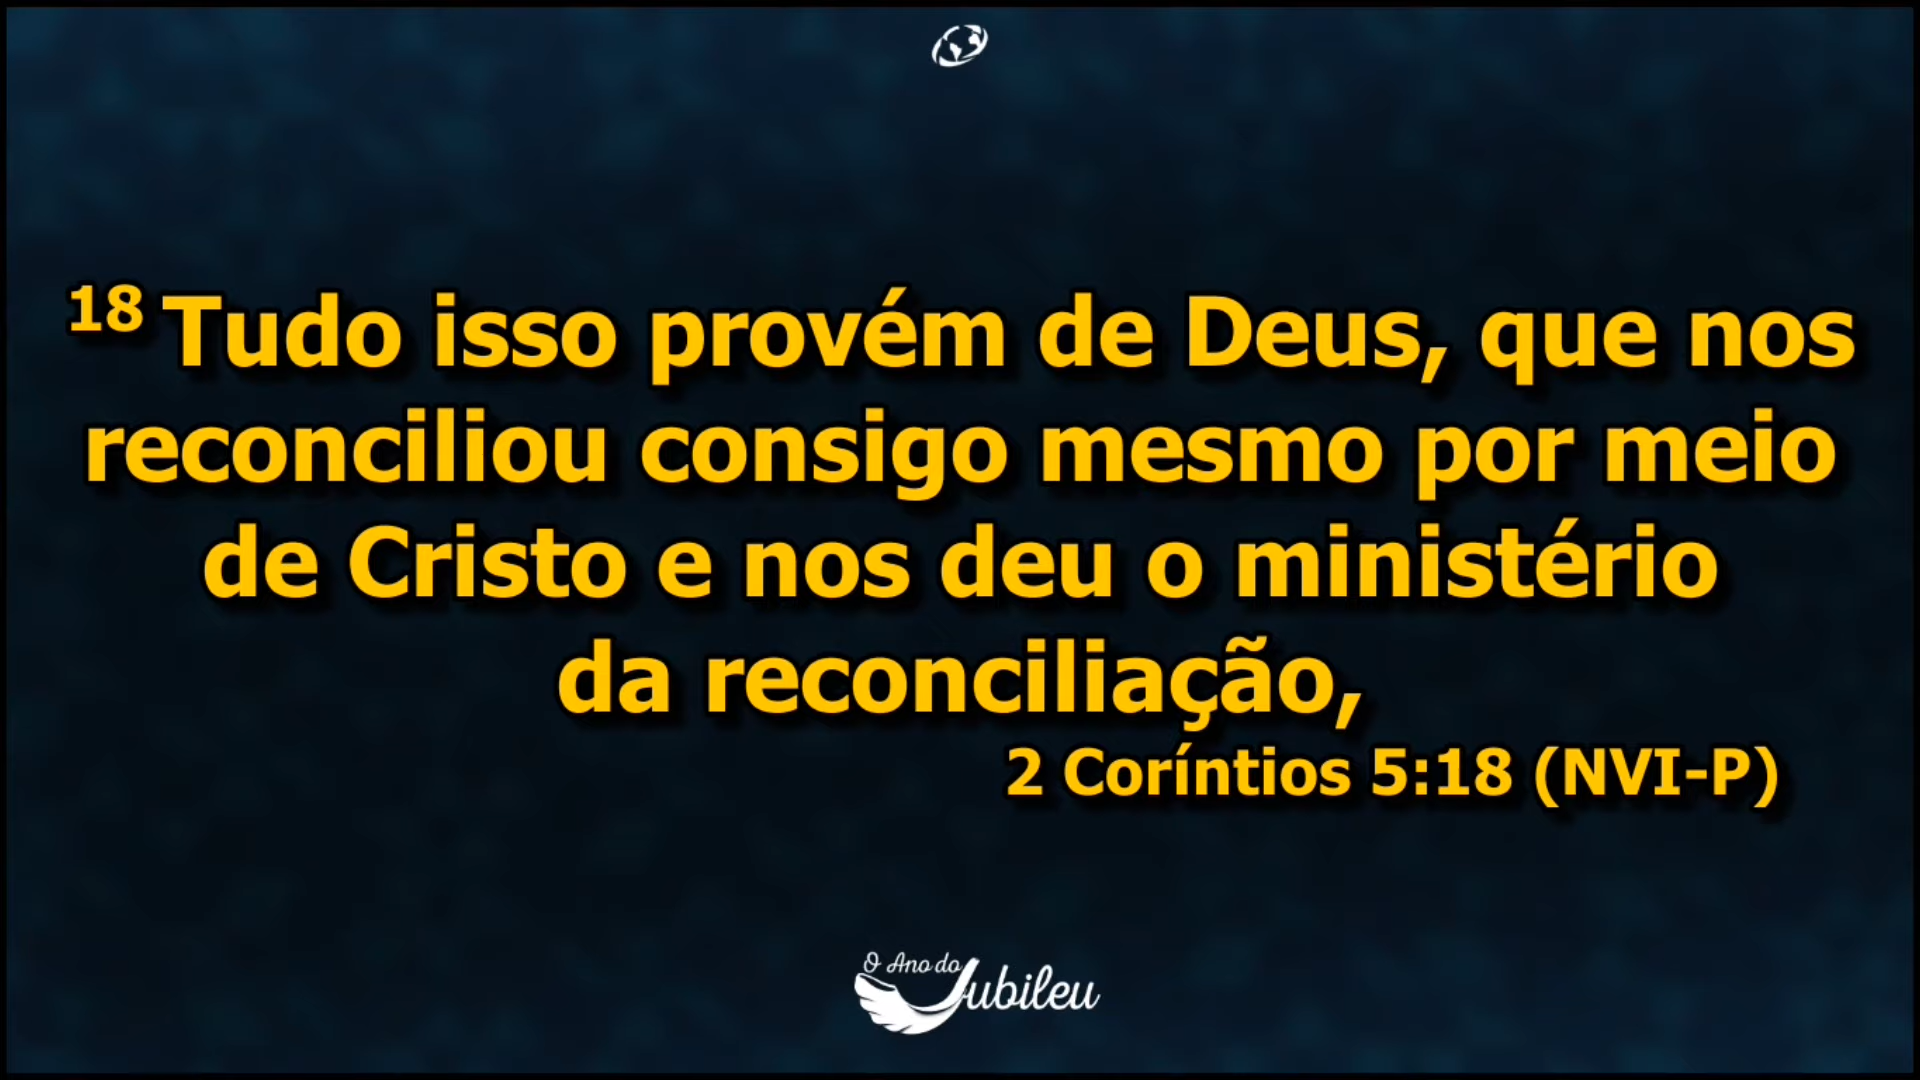 18 Tudo isso provém de Deus, que nos
reconciliou consigo mesmo por meio
de Cristo e nos deu o ministério
da reconciliação,
2 Coríntios 5:18 (NVI-P)
O Ano do
Jubileu